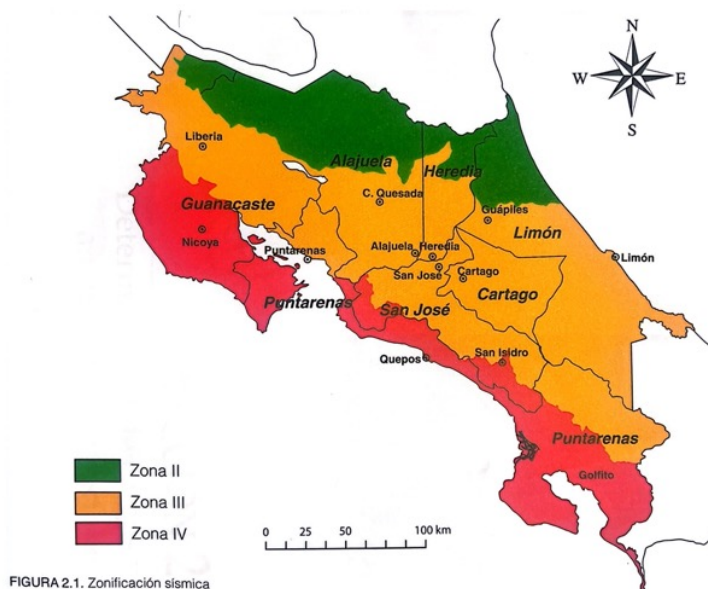 N
W E
S
Liberia
Alajuela
Heredia
C. Quesada
Guanacaste
Guápiles
Nicoya
Limón
Puntarenas
Alajuela Heredia
Limón
San José
Cartago
Puntarenas
Cartago
San José
Quepos
San Isidro
Puntarenas
Golfito
Zona II
Zona III
Zona IV
0 25 50 100 km
FIGURA 2.1. Zonificación sísmica